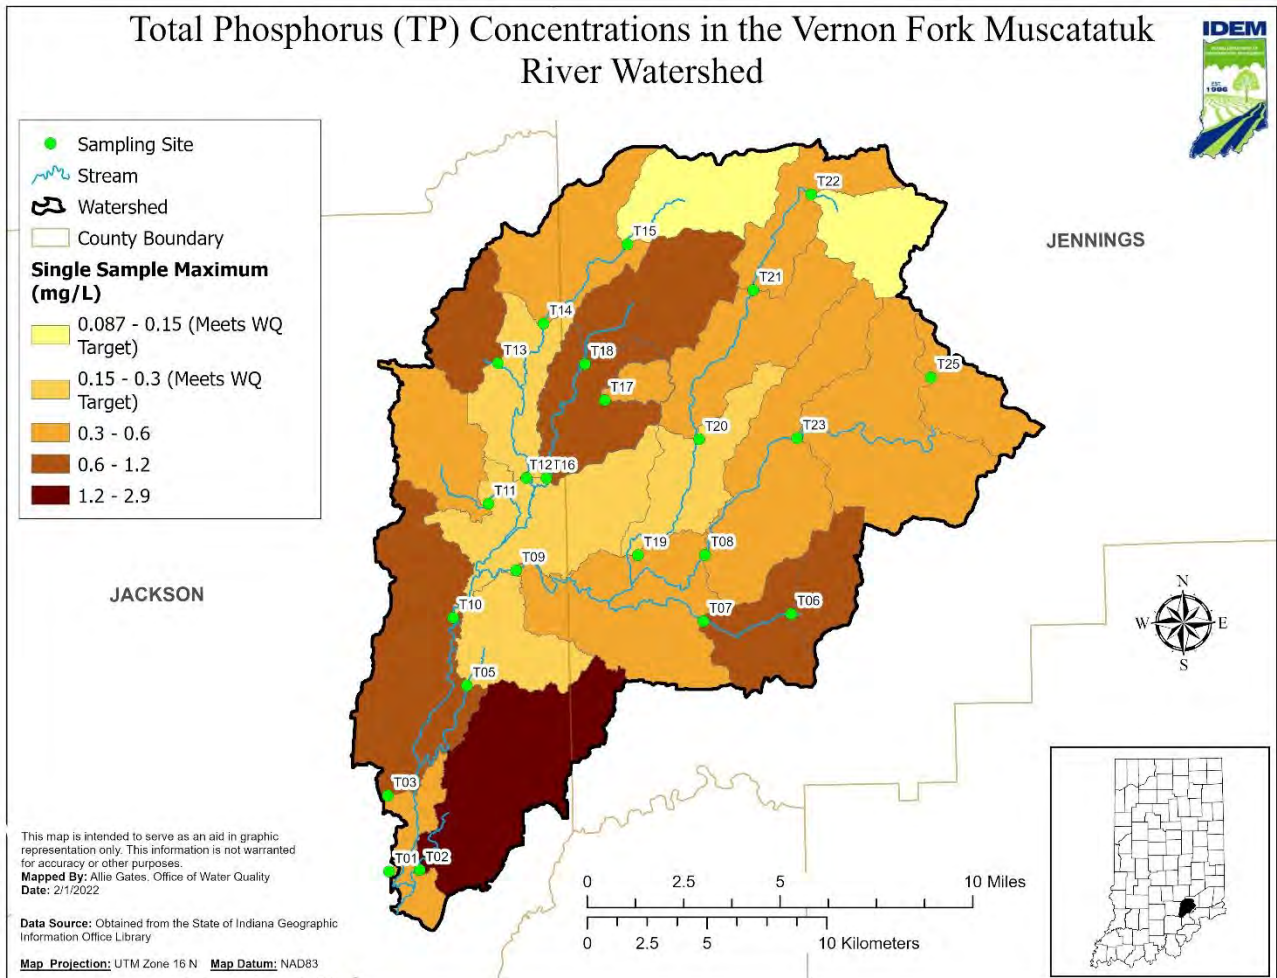 Total Phosphorus (TP) Concentrations in the Vernon Fork Muscatatuk
River Watershed
IDEM
EST.
1986
Sampling Site
Stream
Watershed
County Boundary
Single Sample Maximum
(mg/L)
0.087 - 0.15 (Meets WQ
Target)
0.15 - 0.3 (Meets WQ
Target)
0.3 - 0.6
0.6 - 1.2
1.2 - 2.9
JENNINGS
JACKSON
T22
T15
T21
T14
T13
T18
T25
T17
T20
T23
T12
T16
T11
T19
T08
T09
T10
T07
T06
T05
T03
T01
T02
N
W
E
S
This map is intended to serve as an aid in graphic
representation only. This information is not warranted
for accuracy or other purposes.
Mapped By: Allie Gates, Office of Water Quality
Date: 2/1/2022
Data Source: Obtained from the State of Indiana Geographic
Information Office Library
Map Projection: UTM Zone 16 N Map Datum: NAD83
0 2.5 5 10 Miles
0 2.5 5 10 Kilometers